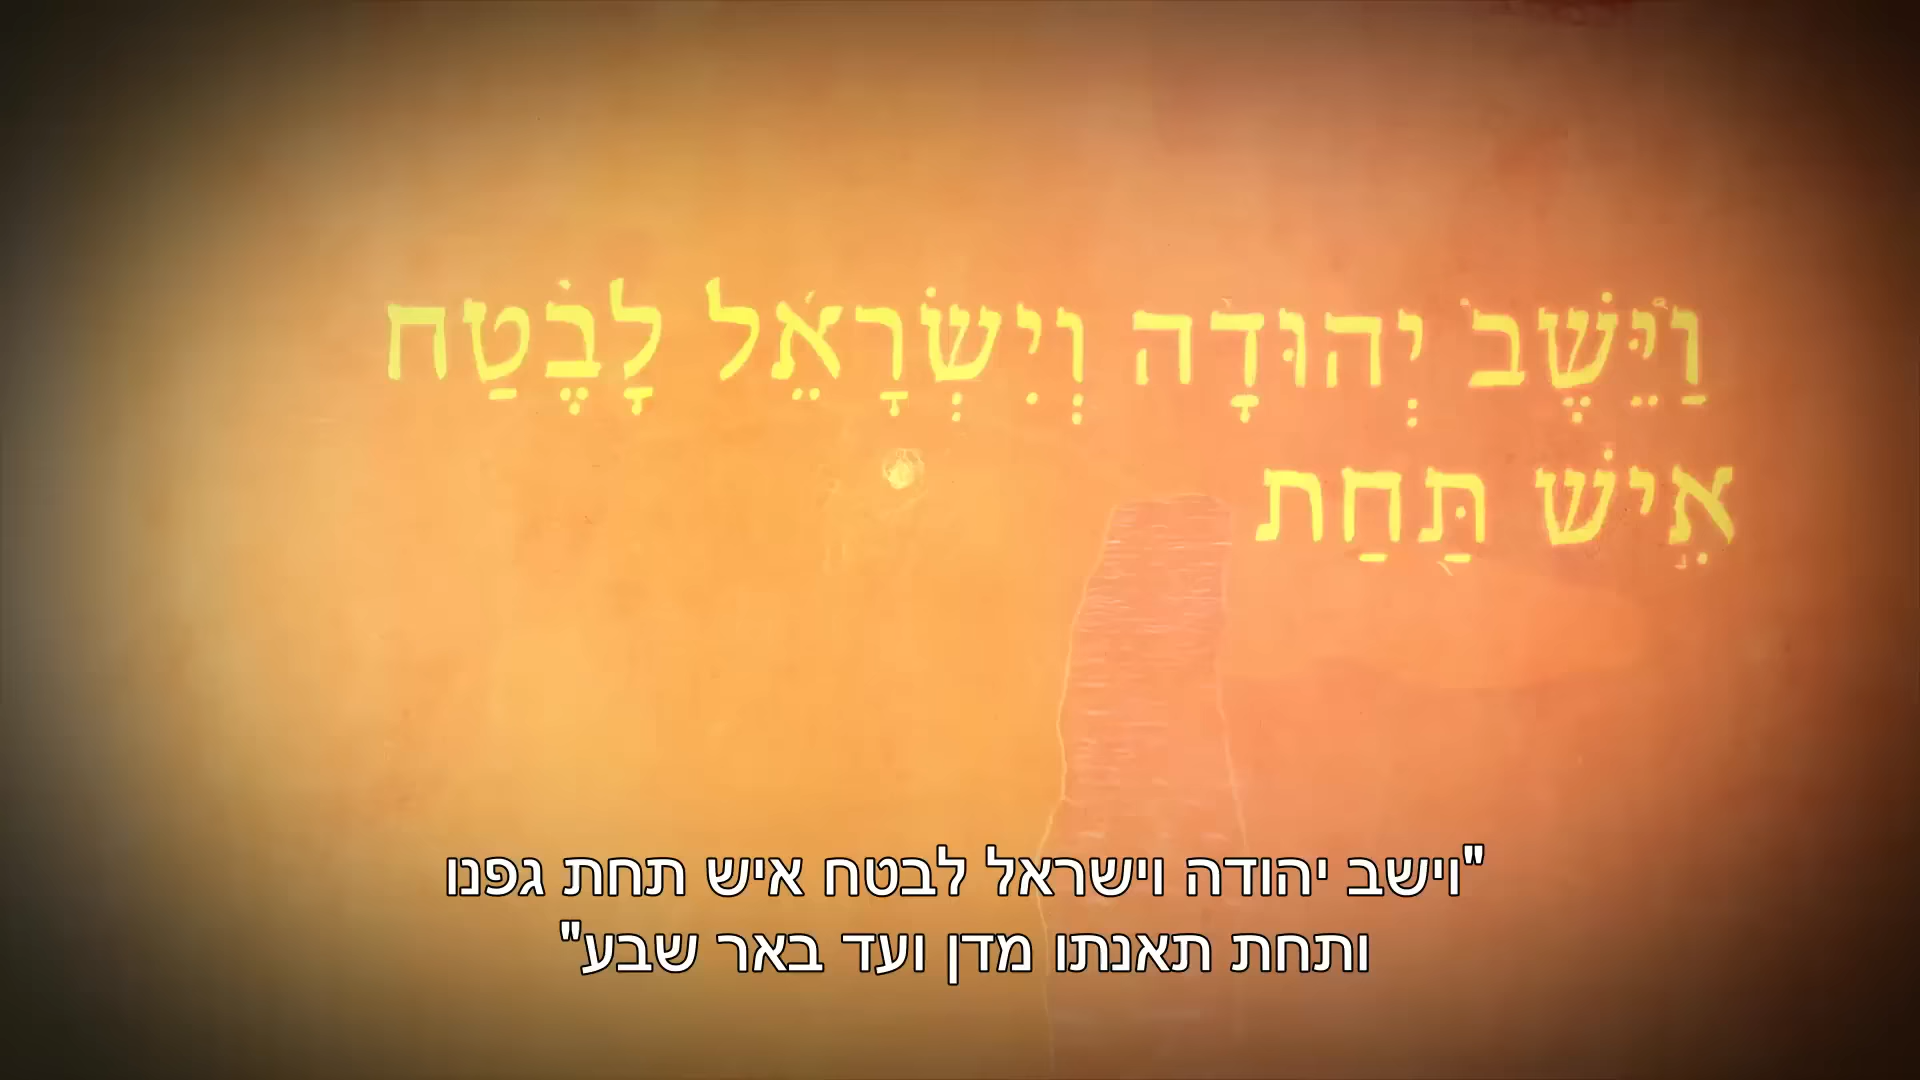 וַיֵּשֶׁב יְהוּדָה וְיִשְׂרָאֵל לָבֶטַח
אִישׁ תַּחַת
"וישב יהודה וישראל לבטח איש תחת גפנו
ותחת תאנתו מדן ועד באר שבע"